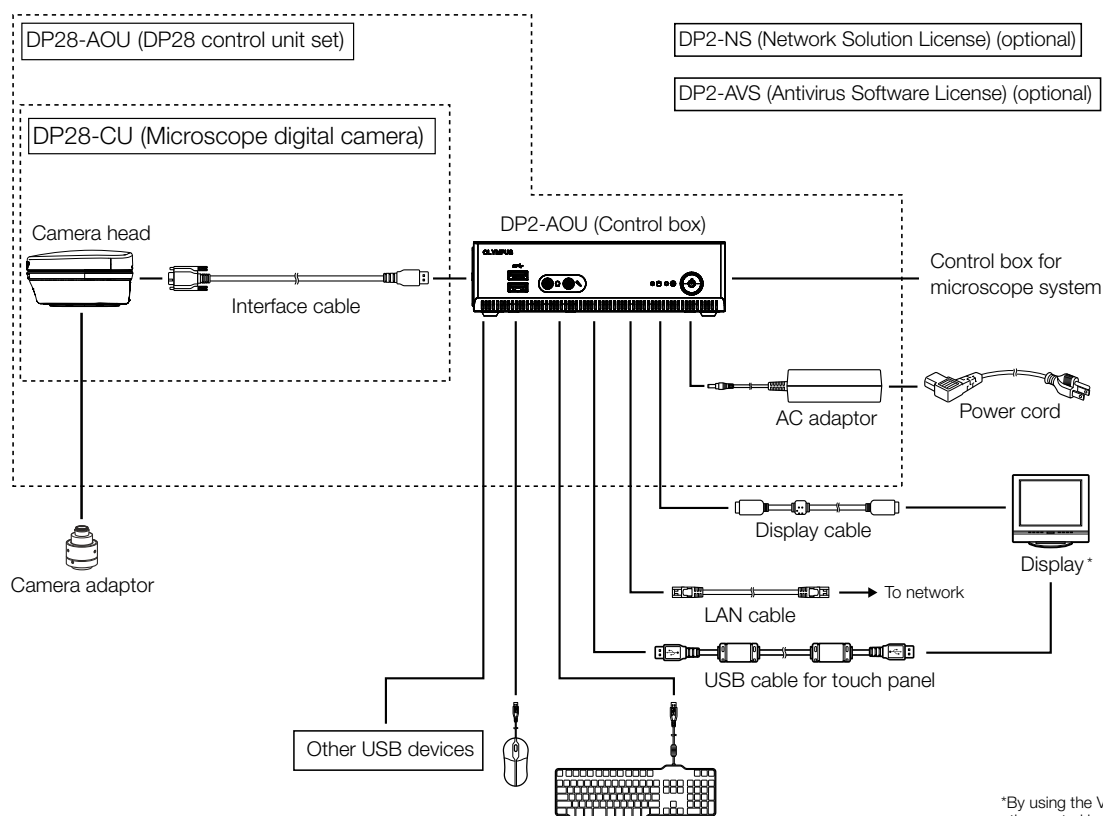 DP28-AOU (DP28 control unit set)
DP2-NS (Network Solution License) (optional)
DP2-AVS (Antivirus Software License) (optional)
DP28-CU (Microscope digital camera)
DP2-AOU (Control box)
Camera head
OLYMPUS
Interface cable
Control box for
microscope system
AC adaptor
Power cord
Display cable
Display*
Camera adaptor
To network
LAN cable
USB cable for touch panel
Other USB devices
*By using the V